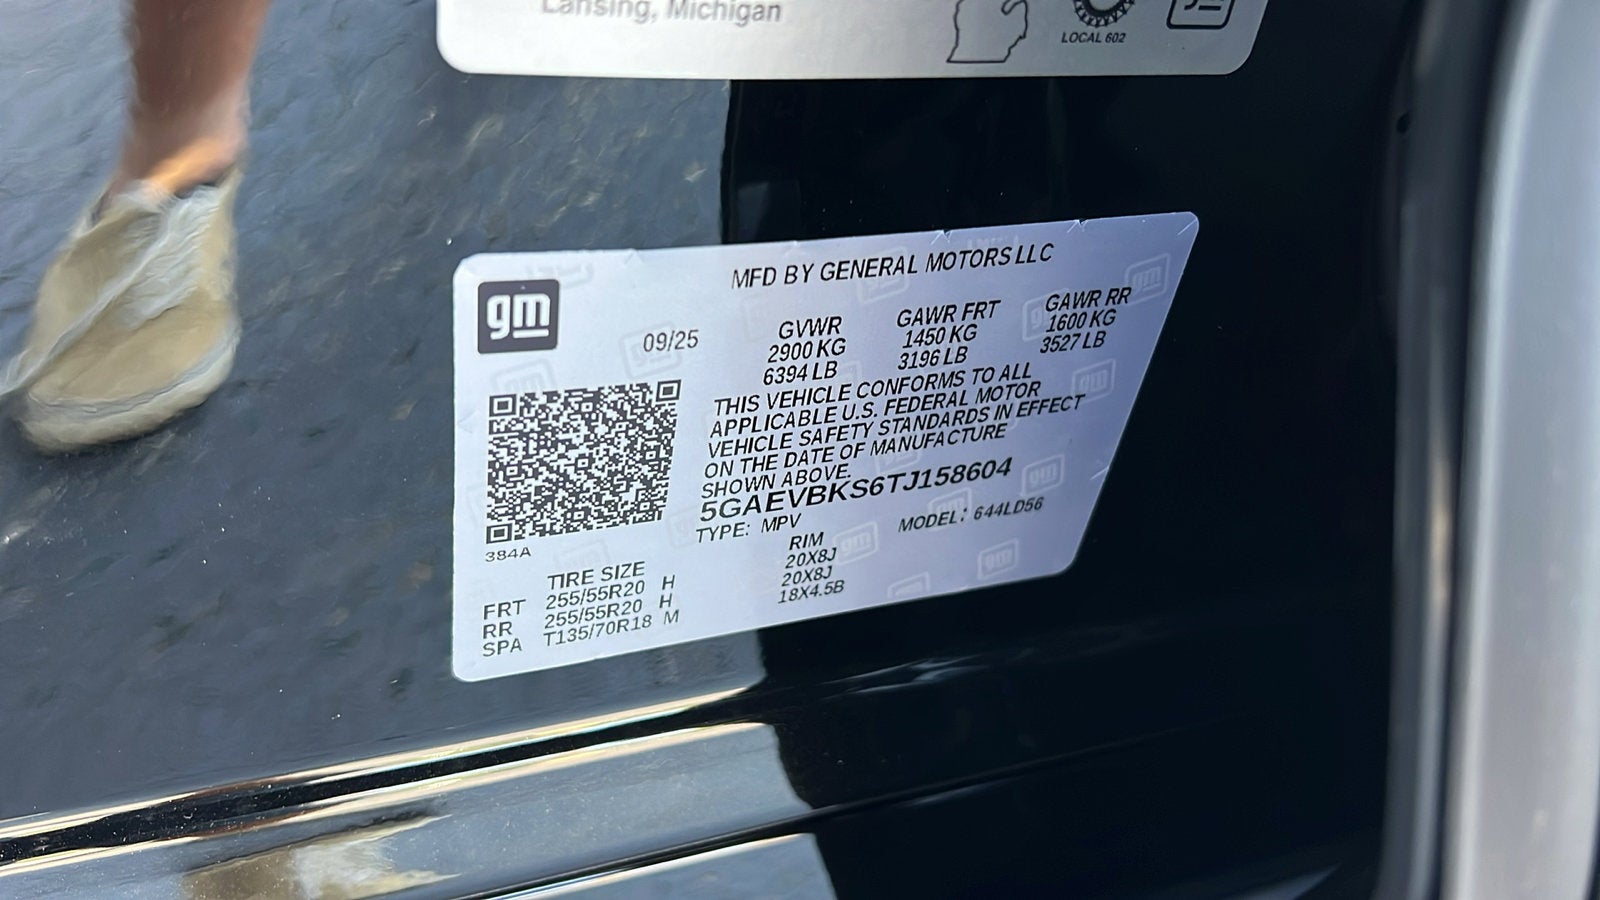 Lansing, Michigan
LOCAL 602
gm
MFD BY GENERAL MOTORS LLC
09/25
GVWR GAWR FRT GAWR RR
2900 KG 1450 KG 1600 KG
6394 LB 3196 LB 3527 LB
THIS VEHICLE CONFORMS TO ALL
APPLICABLE U.S. FEDERAL MOTOR
VEHICLE SAFETY STANDARDS IN EFFECT
ON THE DATE OF MANUFACTURE
SHOWN ABOVE.
5GAEVBKS6TJ158604
TYPE: MPV MODEL: 644LD56
384A
TIRE SIZE RIM
FRT 255/55R20 H 20X8J
RR 255/55R20 H 20X8J
SPA T135/70R18 M 18X4.5B